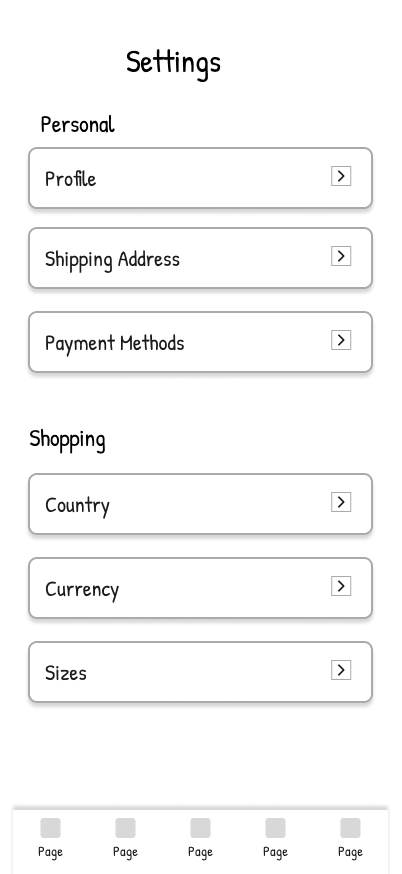 Settings
Personal
Profile
Shipping Address
Payment Methods
Shopping
Country
Currency
Sizes
Page Page Page Page Page